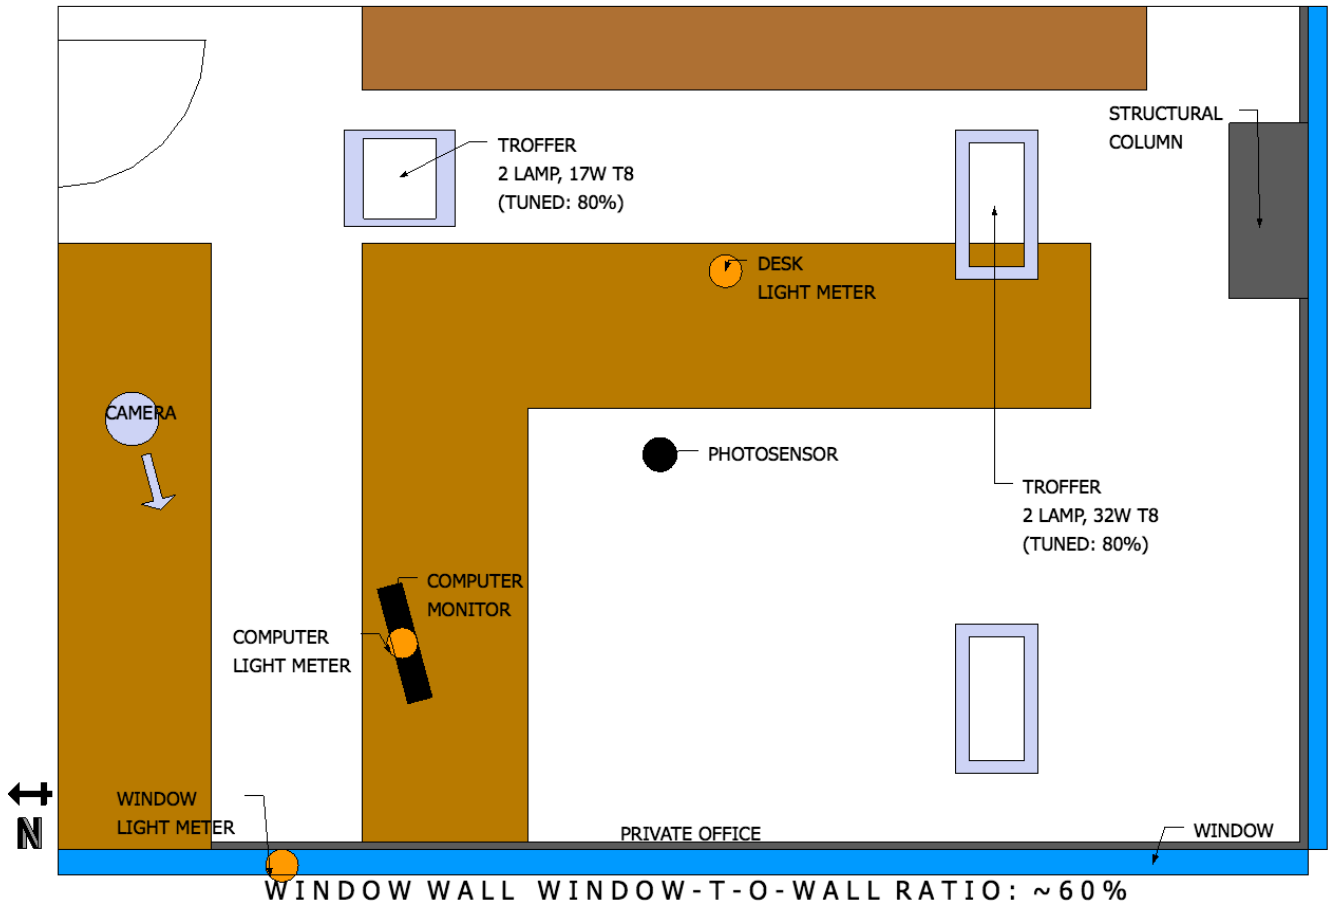 STRUCTURAL
COLUMN
TROFFER
2 LAMP, 17W T8
(TUNED: 80%)
DESK
LIGHT METER
CAMERA
PHOTOSENSOR
TROFFER
2 LAMP, 32W T8
(TUNED: 80%)
COMPUTER
MONITOR
COMPUTER
LIGHT METER
WINDOW
LIGHT METER
N
PRIVATE OFFICE
WINDOW
WINDOW WALL WINDOW-T-O-WALL RATIO: ~60%